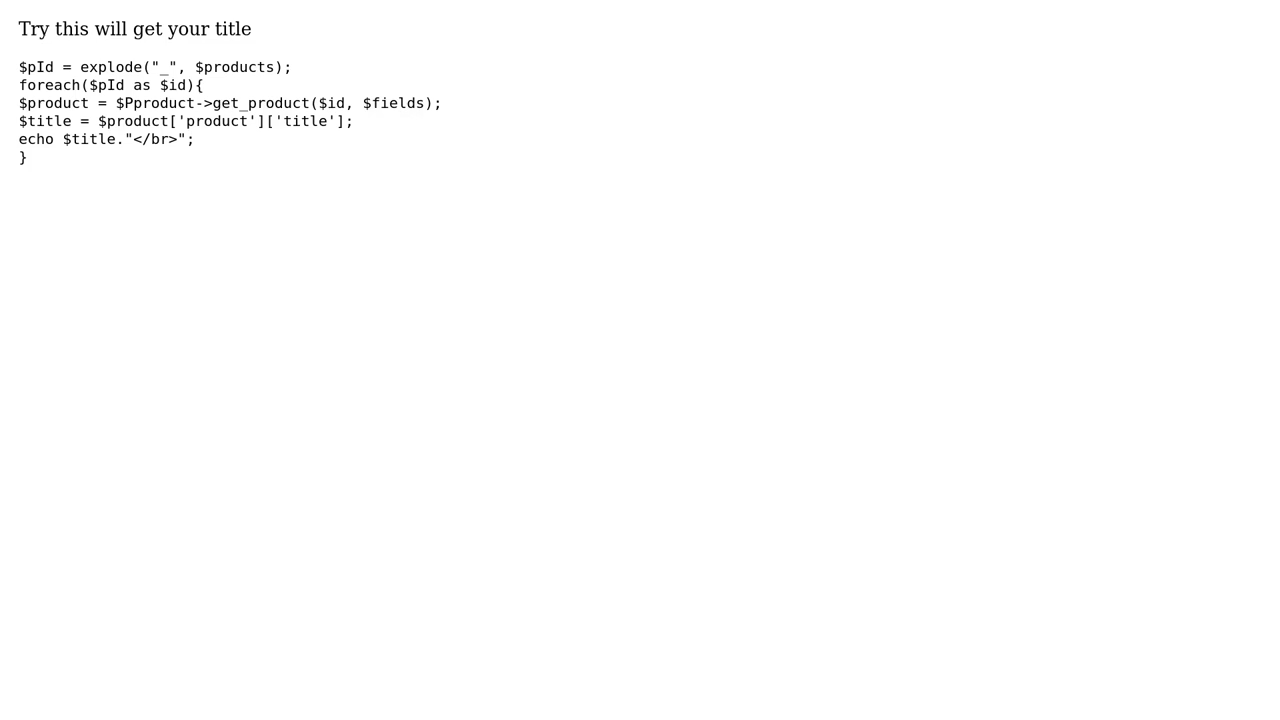 Try this will get your title
$pId = explode("_", $products);
foreach($pId as $id){
$product = $Pproduct->get_product($id, $fields);
$title = $product['product']['title'];
echo $title."</br>";
}